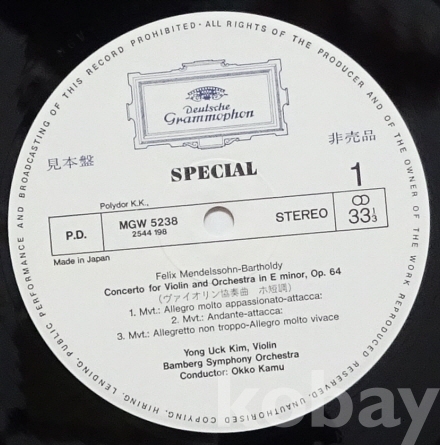 ALL RIGHTS OF THE PRODUCER AND OF THE OWNER OF THE WORK REPRODUCED RESERVED. UNAUTHORISED COPYING, HIRING, LENDING, PUBLIC PERFORMANCE AND BROADCASTING OF THIS RECORD PROHIBITED ·
Deutsche
Grammophon
見本盤
非売品
SPECIAL
1
Polydor K.K.,
P.D.
MGW 5238
2544 198
STEREO
33 1/3
Made in Japan
Felix Mendelssohn-Bartholdy
Concerto for Violin and Orchestra in E minor, Op. 64
(ヴァイオリン協奏曲 ホ短調)
1. Mvt.: Allegro molto appassionato-attacca:
2. Mvt.: Andante-attacca:
3. Mvt.: Allegretto non troppo-Allegro molto vivace
Yong Uck Kim, Violin
Bamberg Symphony Orchestra
Conductor: Okko Kamu
kobay